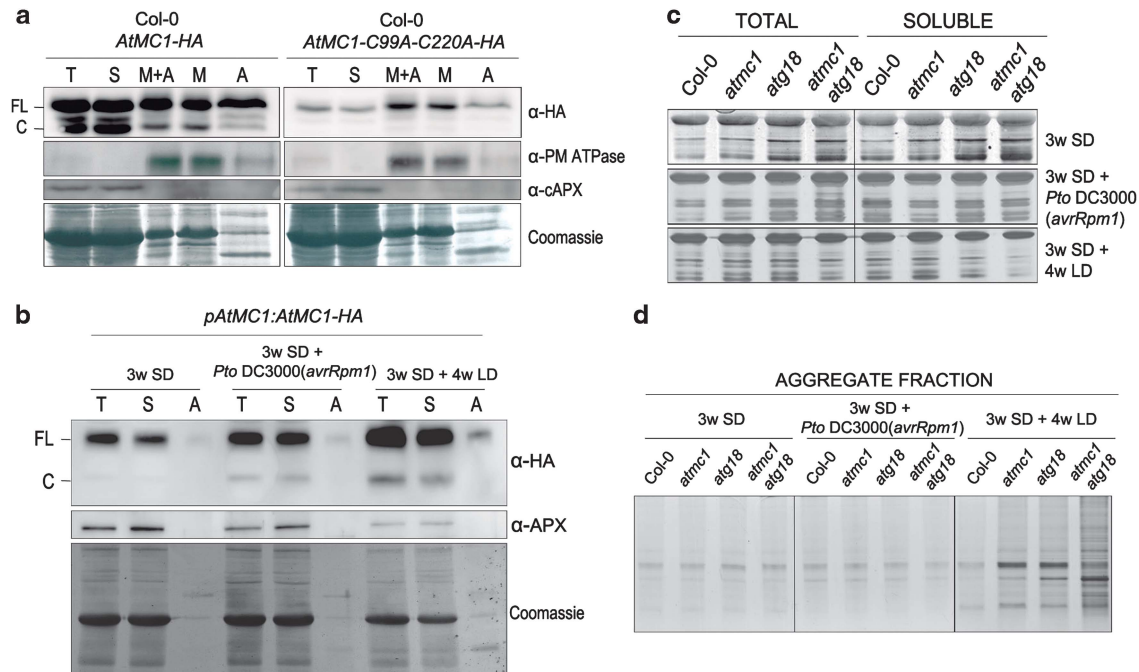 a
Col-0
AtMC1-HA
Col-0
AtMC1-C99A-C220A-HA
T S M+A M A
T S M+A M A
FL
C
α-HA
α-PM ATPase
α-cAPX
Coomassie
b
pAtMC1:AtMC1-HA
3w SD
3w SD +
Pto DC3000(avrRpm1)
3w SD + 4w LD
T S A T S A T S A
FL
C
α-HA
α-APX
Coomassie
c
TOTAL SOLUBLE
Col-0 atmc1 atg18 atmc1 atg18 Col-0 atmc1 atg18 atmc1 atg18
3w SD
3w SD +
Pto DC3000
(avrRpm1)
3w SD +
4w LD
d
AGGREGATE FRACTION
3w SD
3w SD +
Pto DC3000(avrRpm1)
3w SD + 4w LD
Col-0 atmc1 atg18 atmc1 atg18 Col-0 atmc1 atg18 atmc1 atg18 Col-0 atmc1 atg18 atmc1 atg18